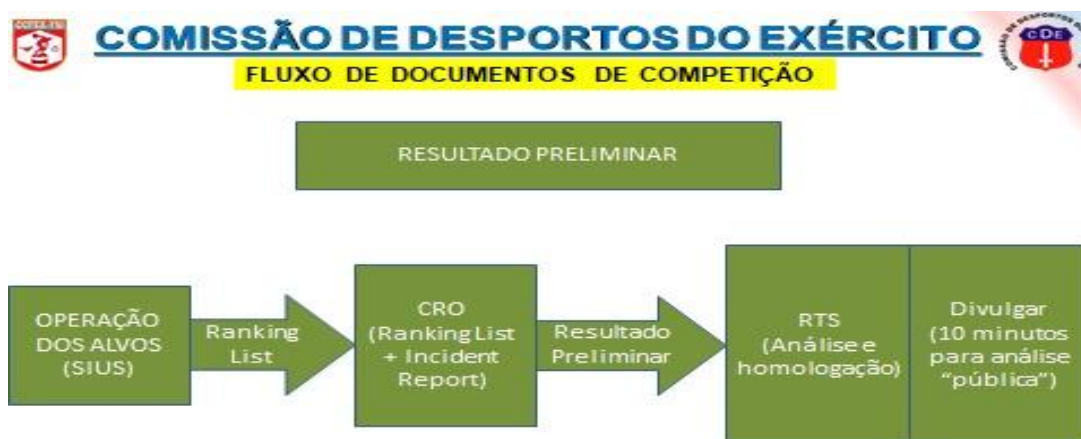 COMISSÃO DE DESPORTOS DO EXÉRCITO
CDE
FLUXO DE DOCUMENTOS DE COMPETIÇÃO
RESULTADO PRELIMINAR
OPERAÇÃO
DOS ALVOS
(SIUS)
Ranking
List
CRO
(Ranking List
+ Incident
Report)
Resultado
Preliminar
RTS
(Análise e
homologação)
Divulgar
(10 minutos
para análise
“pública”)